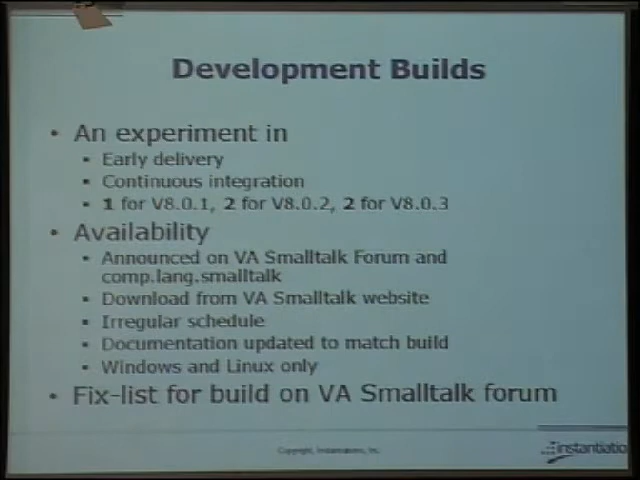 Development Builds
• An experiment in
▪ Early delivery
▪ Continuous integration
▪ 1 for V8.0.1, 2 for V8.0.2, 2 for V8.0.3
• Availability
▪ Announced on VA Smalltalk Forum and
comp.lang.smalltalk
▪ Download from VA Smalltalk website
▪ Irregular schedule
▪ Documentation updated to match build
▪ Windows and Linux only
• Fix-list for build on VA Smalltalk forum
Copyright, Instantiations, Inc.
instantiatio